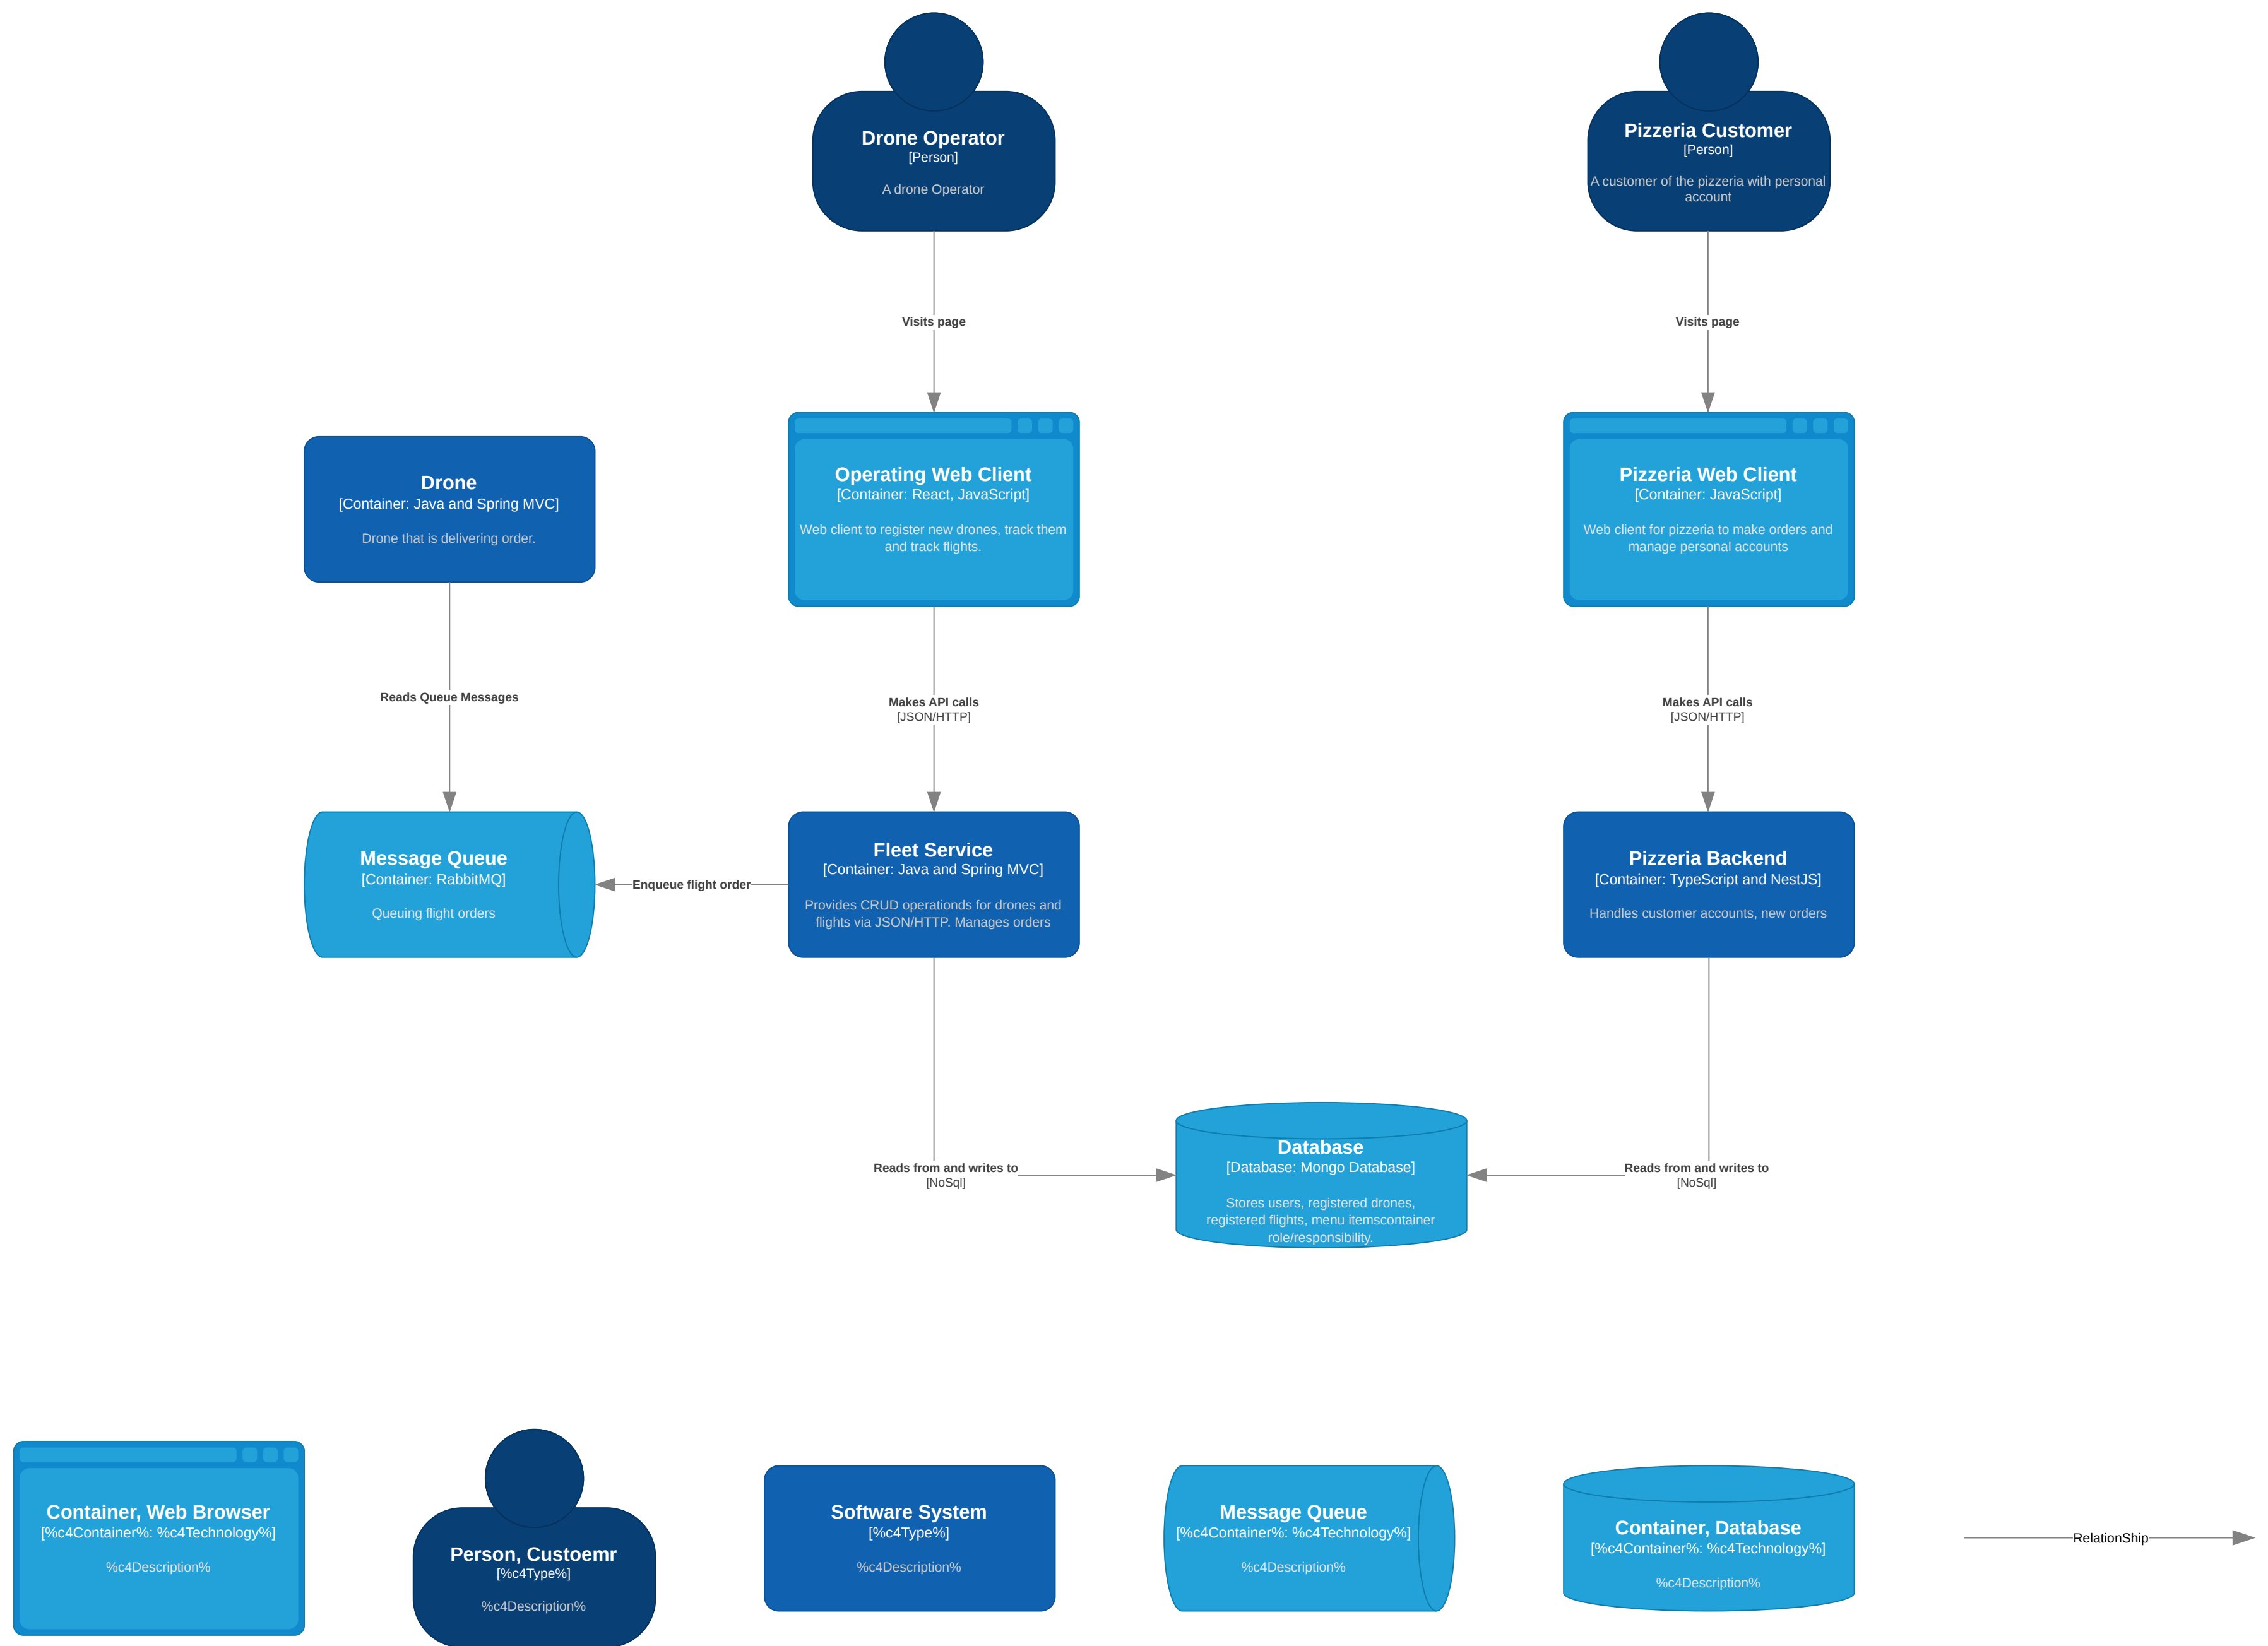 Drone Operator
[Person]
A drone Operator
Pizzeria Customer
[Person]
A customer of the pizzeria with personal
account
Visits page
Visits page
Drone
[Container: Java and Spring MVC]
Drone that is delivering order.
Operating Web Client
[Container: React, JavaScript]
Web client to register new drones, track them
and track flights.
Pizzeria Web Client
[Container: JavaScript]
Web client for pizzeria to make orders and
manage personal accounts
Reads Queue Messages
Makes API calls
[JSON/HTTP]
Makes API calls
[JSON/HTTP]
Message Queue
[Container: RabbitMQ]
Queuing flight orders
Enqueue flight order
Fleet Service
[Container: Java and Spring MVC]
Provides CRUD operationds for drones and
flights via JSON/HTTP. Manages orders
Pizzeria Backend
[Container: TypeScript and NestJS]
Handles customer accounts, new orders
Reads from and writes to
[NoSql]
Database
[Database: Mongo Database]
Stores users, registered drones,
registered flights, menu itemscontainer
role/responsibility.
Reads from and writes to
[NoSql]
Container, Web Browser
[%c4Container%: %c4Technology%]
%c4Description%
Person, Custoemr
[%c4Type%]
%c4Description%
Software System
[%c4Type%]
%c4Description%
Message Queue
[%c4Container%: %c4Technology%]
%c4Description%
Container, Database
[%c4Container%: %c4Technology%]
%c4Description%
RelationShip